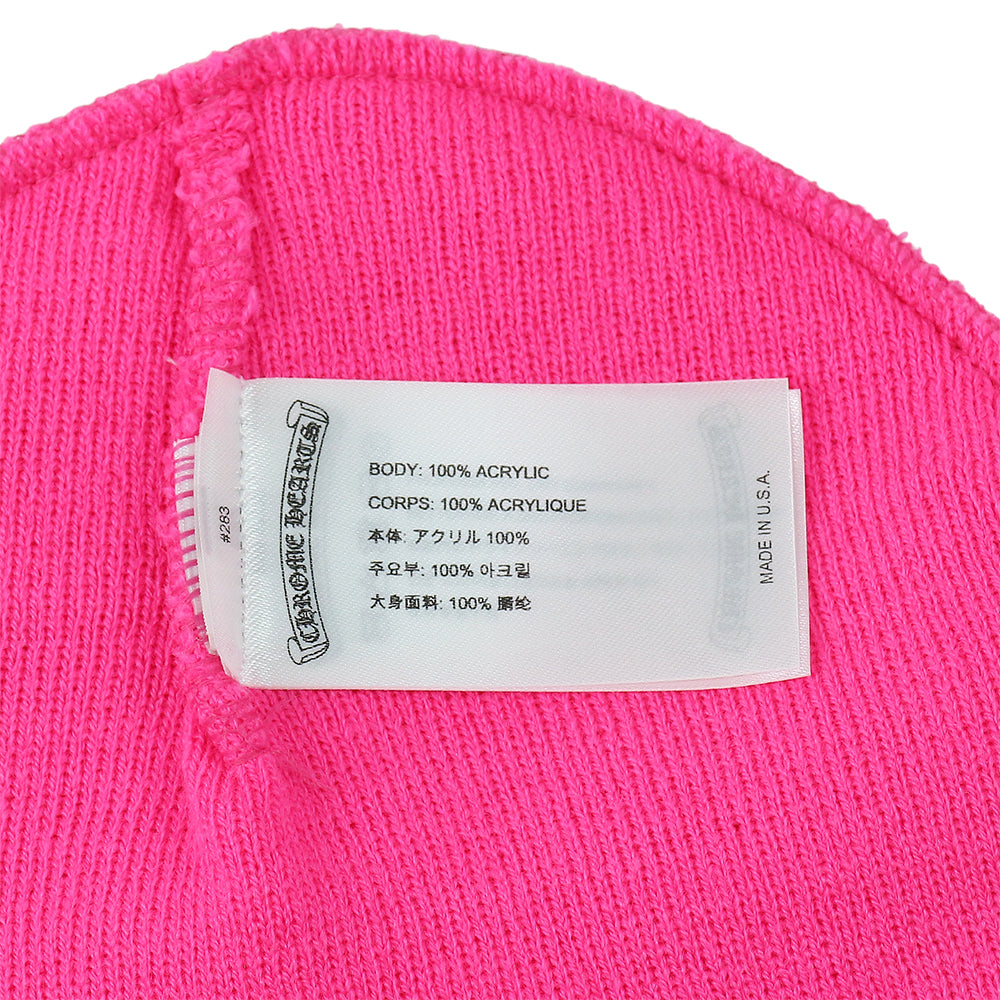 #283
CHROME HEARTS
BODY: 100% ACRYLIC
CORPS: 100% ACRYLIQUE
本体: アクリル 100%
주요부: 100% 아크릴
大身面料: 100% 腈纶
MADE IN U.S.A.